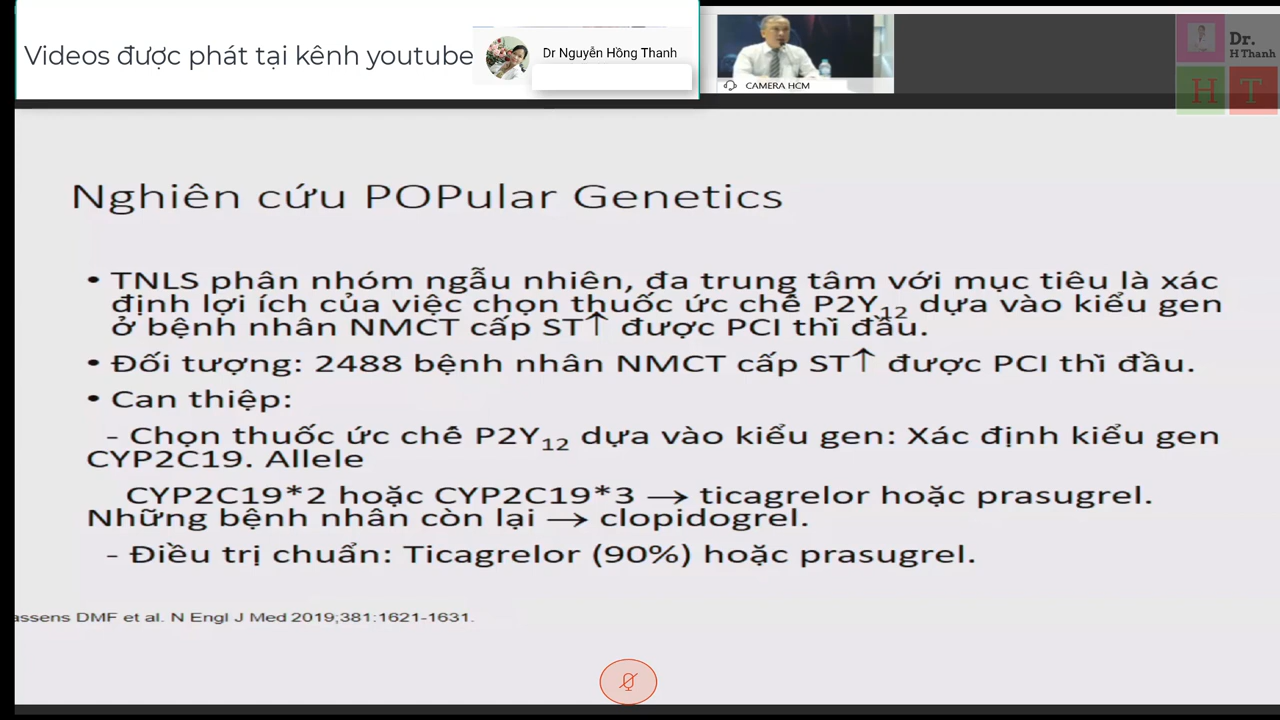 Videos được phát tại kênh youtube
Dr Nguyễn Hồng Thanh
CAMERA HCM
Dr.
H Thanh
H T
Nghiên cứu POPular Genetics
• TNLS phân nhóm ngẫu nhiên, đa trung tâm với mục tiêu là xác
định lợi ích của việc chọn thuốc ức chế P2Y12 dựa vào kiểu gen
ở bệnh nhân NMCT cấp ST↑ được PCI thì đầu.
• Đối tượng: 2488 bệnh nhân NMCT cấp ST↑ được PCI thì đầu.
• Can thiệp:
- Chọn thuốc ức chế P2Y12 dựa vào kiểu gen: Xác định kiểu gen
CYP2C19. Allele
CYP2C19*2 hoặc CYP2C19*3 → ticagrelor hoặc prasugrel.
Những bệnh nhân còn lại → clopidogrel.
- Điều trị chuẩn: Ticagrelor (90%) hoặc prasugrel.
assens DMF et al. N Engl J Med 2019;381:1621-1631.